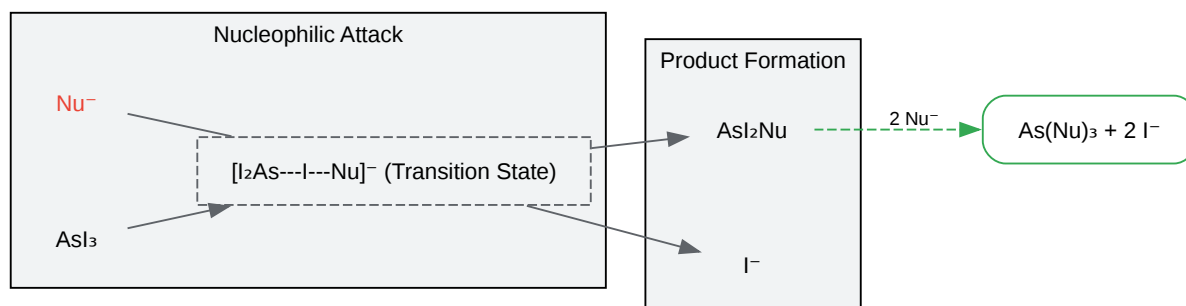 Nucleophilic Attack
Product Formation
Nu⁻
AsI₂Nu
2 Nu⁻
As(Nu)₃ + 2 I⁻
[I₂As---I---Nu]⁻ (Transition State)
AsI₃
I⁻